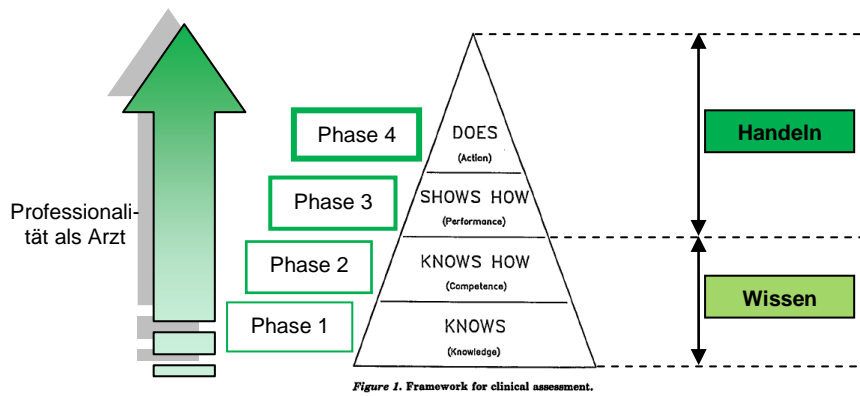 Professionali-
tät als Arzt
Phase 4
Phase 3
Phase 2
Phase 1
DOES
(Action)
SHOWS HOW
(Performance)
KNOWS HOW
(Competence)
KNOWS
(Knowledge)
Handeln
Wissen
Figure 1. Framework for clinical assessment.